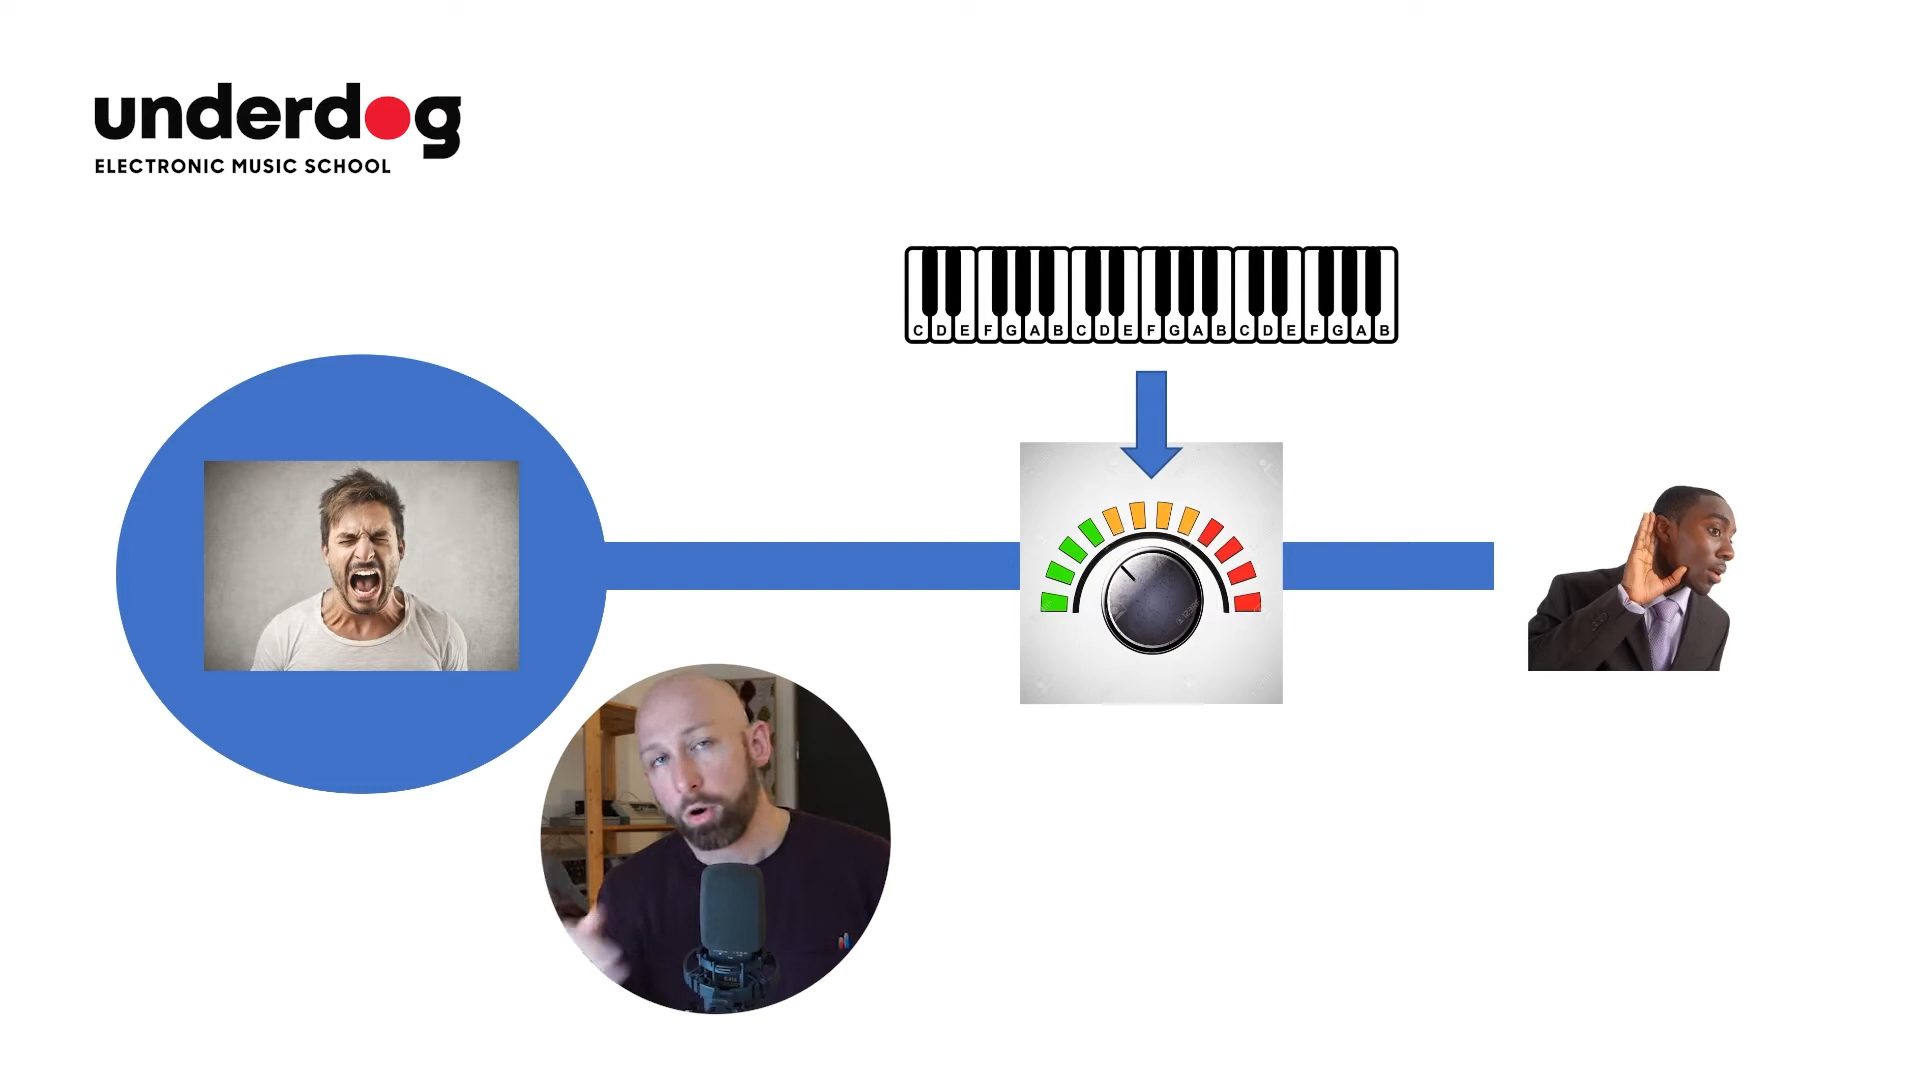 underdog
ELECTRONIC MUSIC SCHOOL
C D E F G A B C D E F G A B C D E F G A B